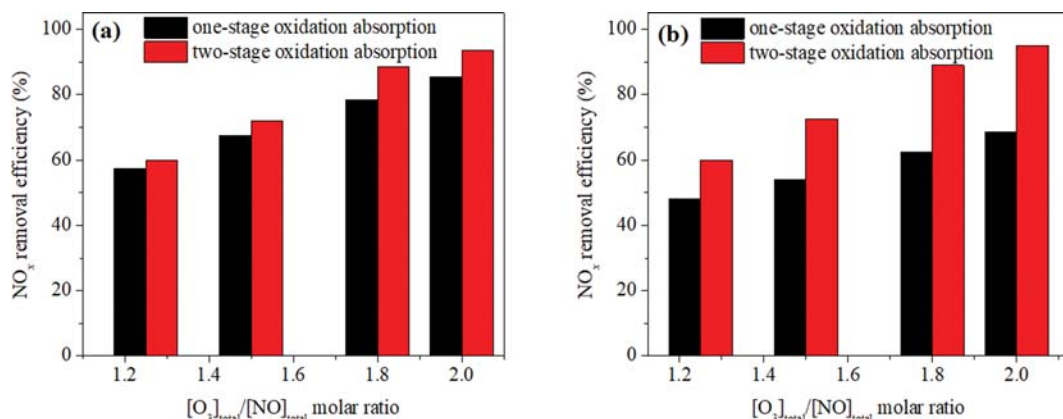 (a)
one-stage oxidation absorption
two-stage oxidation absorption
NOx removal efficiency (%)
100
80
60
40
20
0
1.2 1.4 1.6 1.8 2.0
[O3]total/[NO]total molar ratio
(b)
one-stage oxidation absorption
two-stage oxidation absorption
NOx removal efficiency (%)
100
80
60
40
20
0
1.2 1.4 1.6 1.8 2.0
[O3]total/[NO]total molar ratio